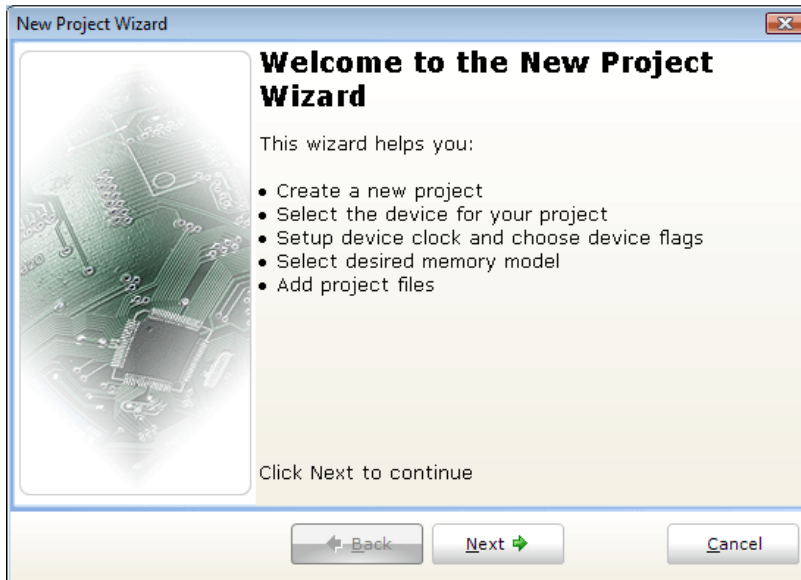 New Project Wizard
Welcome to the New Project
Wizard
This wizard helps you:
• Create a new project
• Select the device for your project
• Setup device clock and choose device flags
• Select desired memory model
• Add project files
Click Next to continue
Back
Next
Cancel